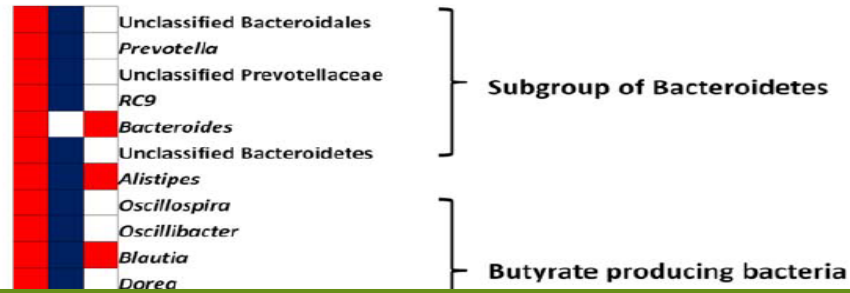 Unclassified Bacteroidales
Prevotella
Unclassified Prevotellaceae
RC9
Bacteroides
Unclassified Bacteroidetes
Alistipes
Oscillospira
Oscillibacter
Blautia
Dorea
Subgroup of Bacteroidetes
Butyrate producing bacteria